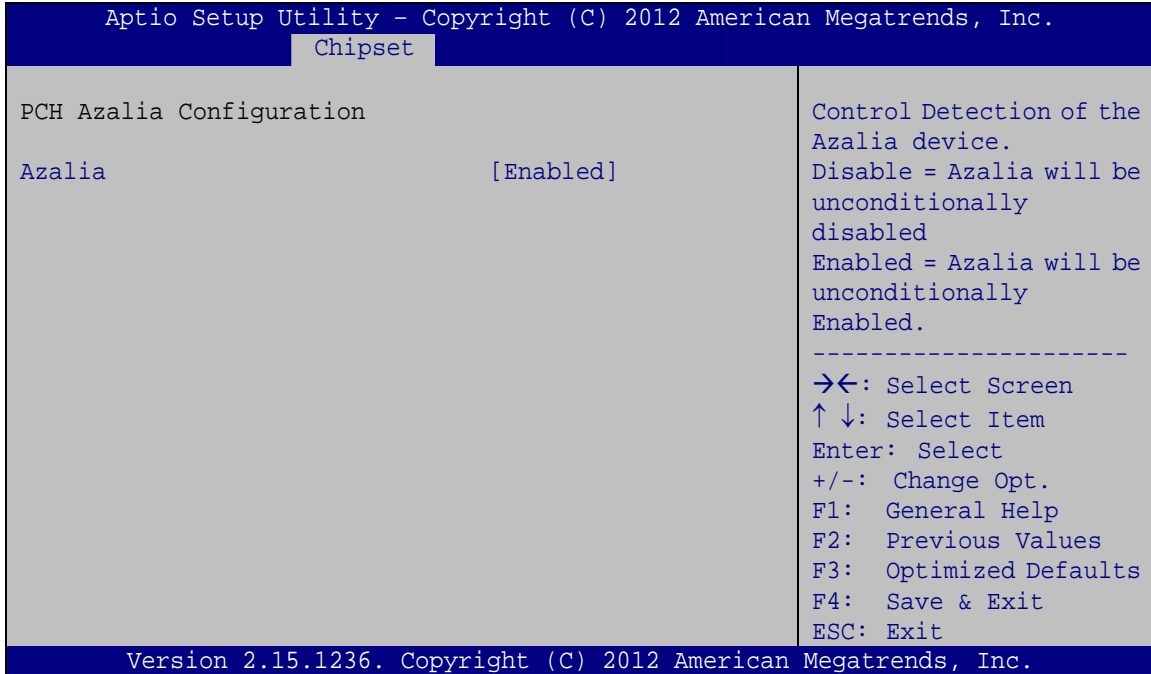 Aptio Setup Utility – Copyright (C) 2012 American Megatrends, Inc.
Chipset
PCH Azalia Configuration
Azalia [Enabled]
Control Detection of the
Azalia device.
Disable = Azalia will be
unconditionally
disabled
Enabled = Azalia will be
unconditionally
Enabled.
----------------------
→←: Select Screen
↑ ↓: Select Item
Enter: Select
+/-: Change Opt.
F1: General Help
F2: Previous Values
F3: Optimized Defaults
F4: Save & Exit
ESC: Exit
Version 2.15.1236. Copyright (C) 2012 American Megatrends, Inc.